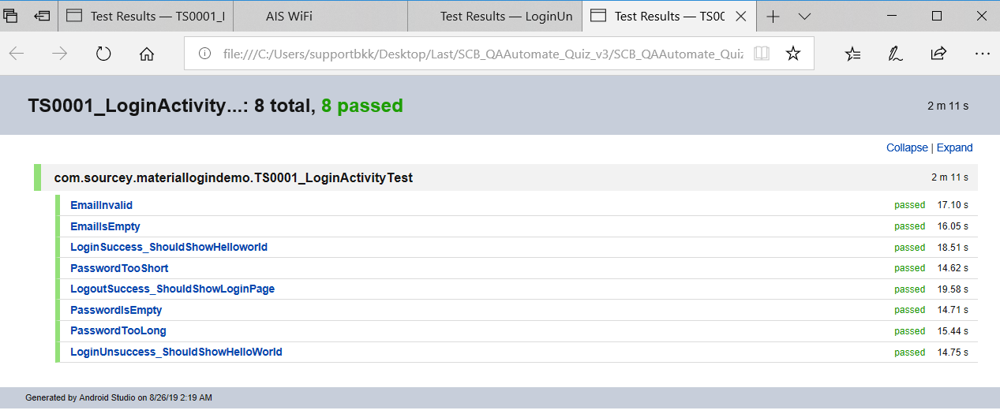 Test Results — TS0001_l
AIS WiFi
Test Results — LoginUn
Test Results — TS0C
file:///C:/Users/supportbkk/Desktop/Last/SCB_QAAutomate_Quiz_v3/SCB_QAAutomate_Quiz
TS0001_LoginActivity...: 8 total, 8 passed
2 m 11 s
Collapse | Expand
com.sourcey.materiallogindemo.TS0001_LoginActivityTest
2 m 11 s
EmailInvalid passed 17.10 s
EmailIsEmpty passed 16.05 s
LoginSuccess_ShouldShowHelloworld passed 18.51 s
PasswordTooShort passed 14.62 s
LogoutSuccess_ShouldShowLoginPage passed 19.58 s
PasswordIsEmpty passed 14.71 s
PasswordTooLong passed 15.44 s
LoginUnsuccess_ShouldShowHelloWorld passed 14.75 s
Generated by Android Studio on 8/26/19 2:19 AM